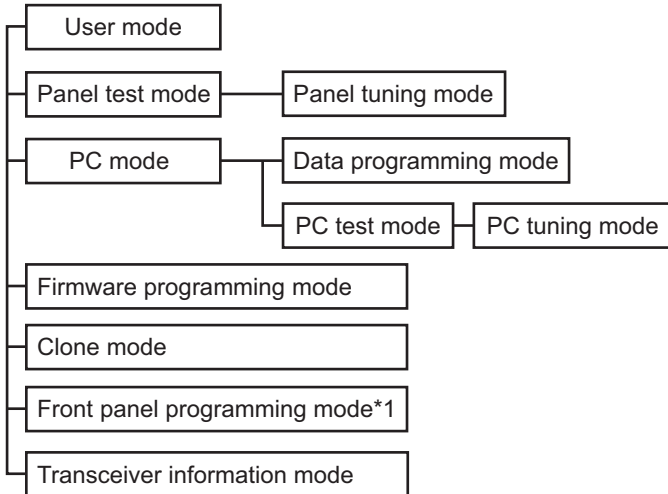 User mode
Panel test mode
Panel tuning mode
PC mode
Data programming mode
PC test mode
PC tuning mode
Firmware programming mode
Clone mode
Front panel programming mode*1
Transceiver information mode